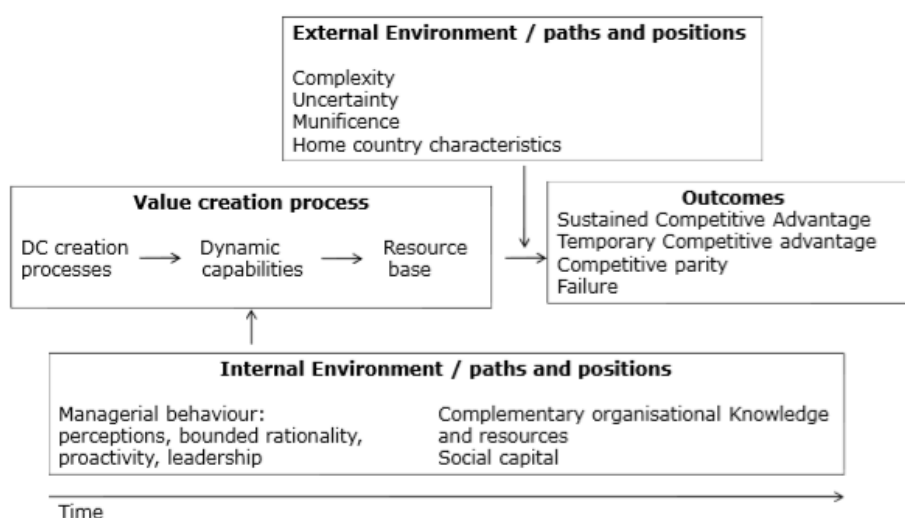 External Environment / paths and positions
Complexity
Uncertainty
Munificence
Home country characteristics
Value creation process
DC creation
processes
Dynamic
capabilities
Resource
base
Outcomes
Sustained Competitive Advantage
Temporary Competitive advantage
Competitive parity
Failure
Internal Environment / paths and positions
Managerial behaviour:
perceptions, bounded rationality,
proactivity, leadership
Complementary organisational Knowledge
and resources
Social capital
Time